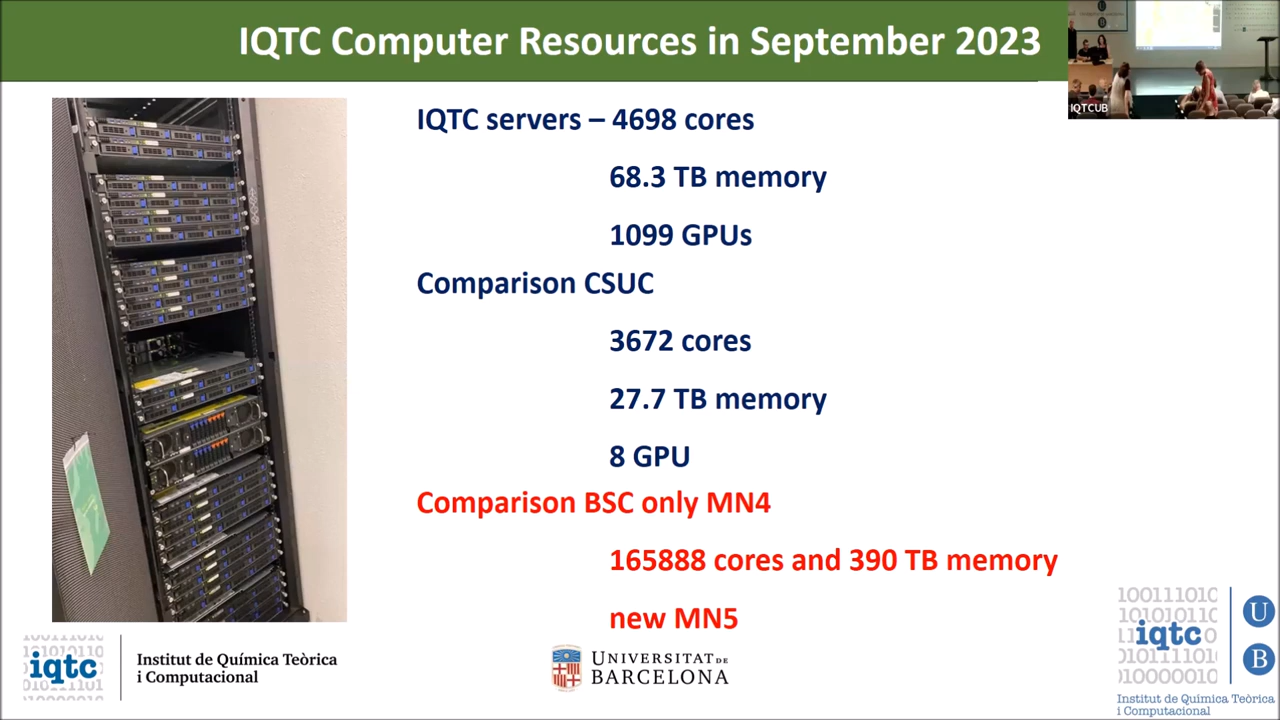 IQTC Computer Resources in September 2023
IQTCUB
IQTC servers – 4698 cores
68.3 TB memory
1099 GPUs
Comparison CSUC
3672 cores
27.7 TB memory
8 GPU
Comparison BSC only MN4
165888 cores and 390 TB memory
new MN5
iqtc
Institut de Química Teòrica
i Computacional
UNIVERSITAT DE
BARCELONA
100111010
iqtc
10000010
U
B
Institut de Química Teòrica
i Computacional